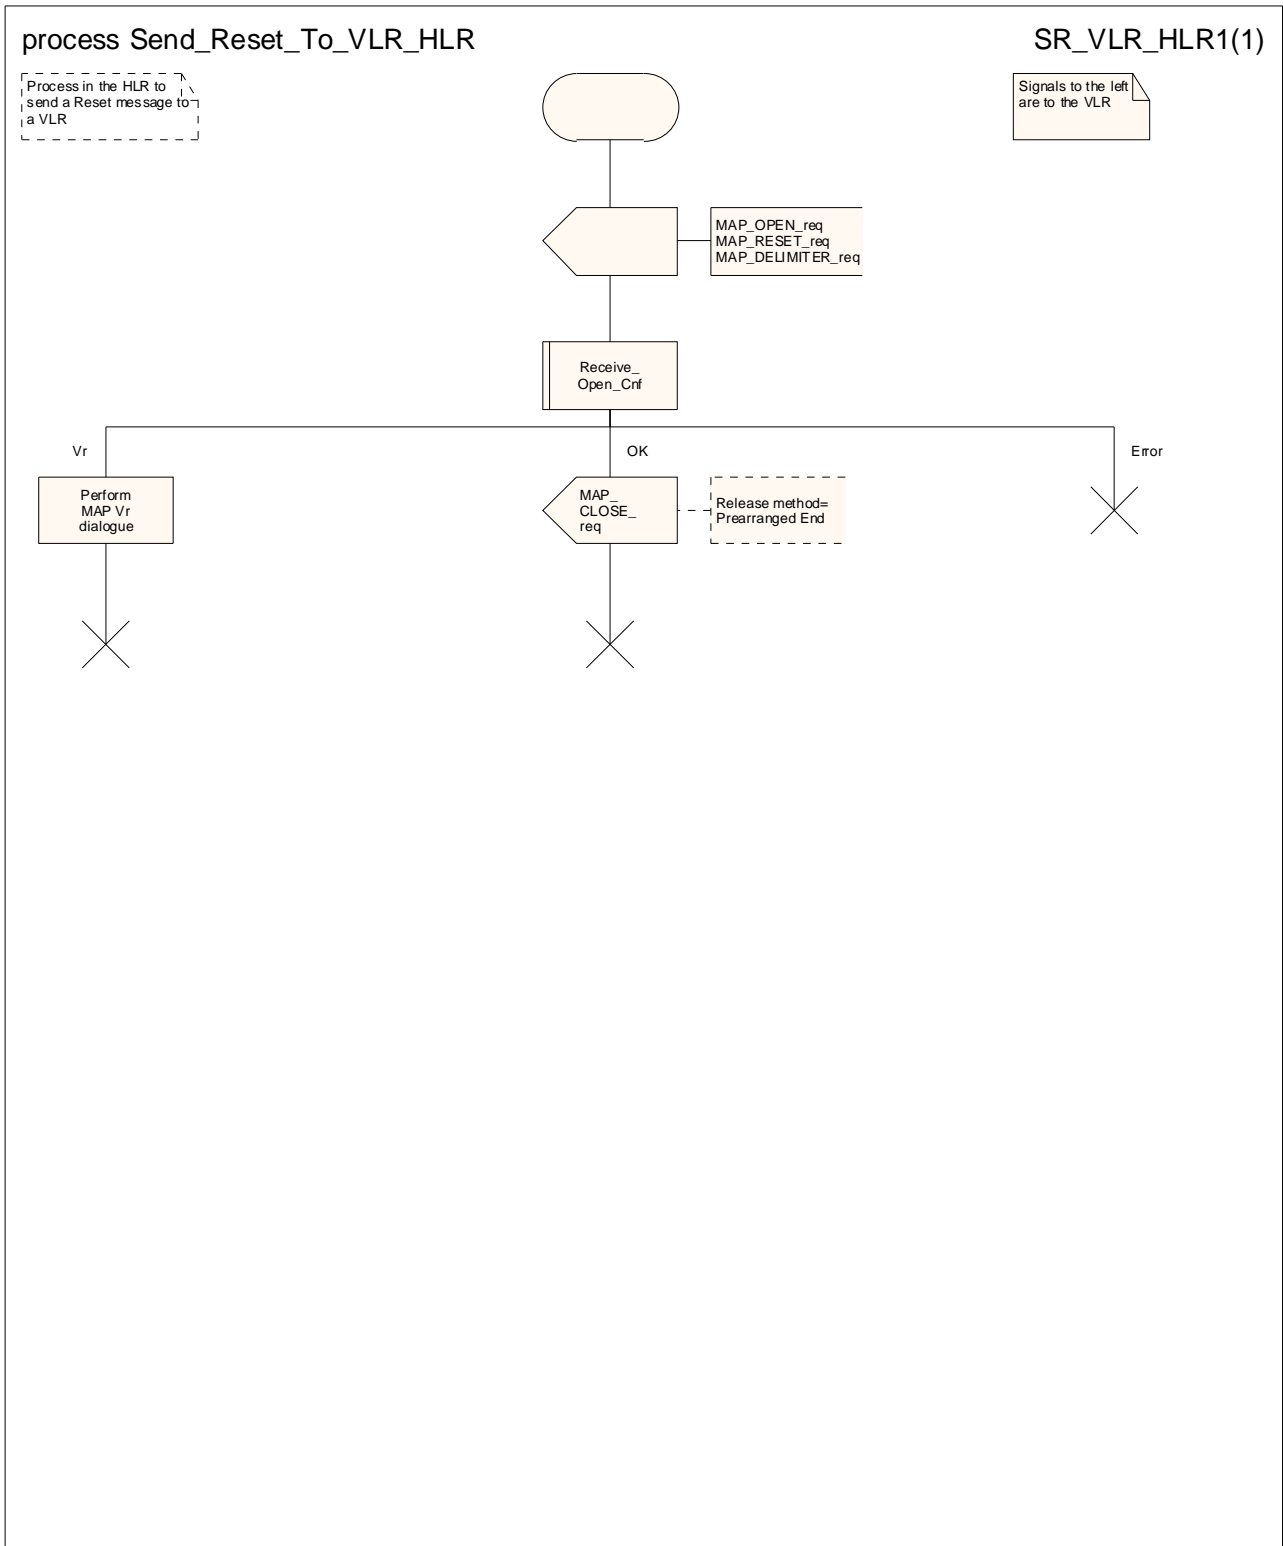 process Send_Reset_To_VLR_HLR
SR_VLR_HLR1(1)
Process in the HLR to
send a Reset message to
a VLR
Signals to the left
are to the VLR
MAP_OPEN_req
MAP_RESET_req
MAP_DELIMITER_req
Receive_
Open_Cnf
Vr
OK
Error
Perform
MAP Vr
dialogue
MAP_
CLOSE_
req
Release method=
Prearranged End